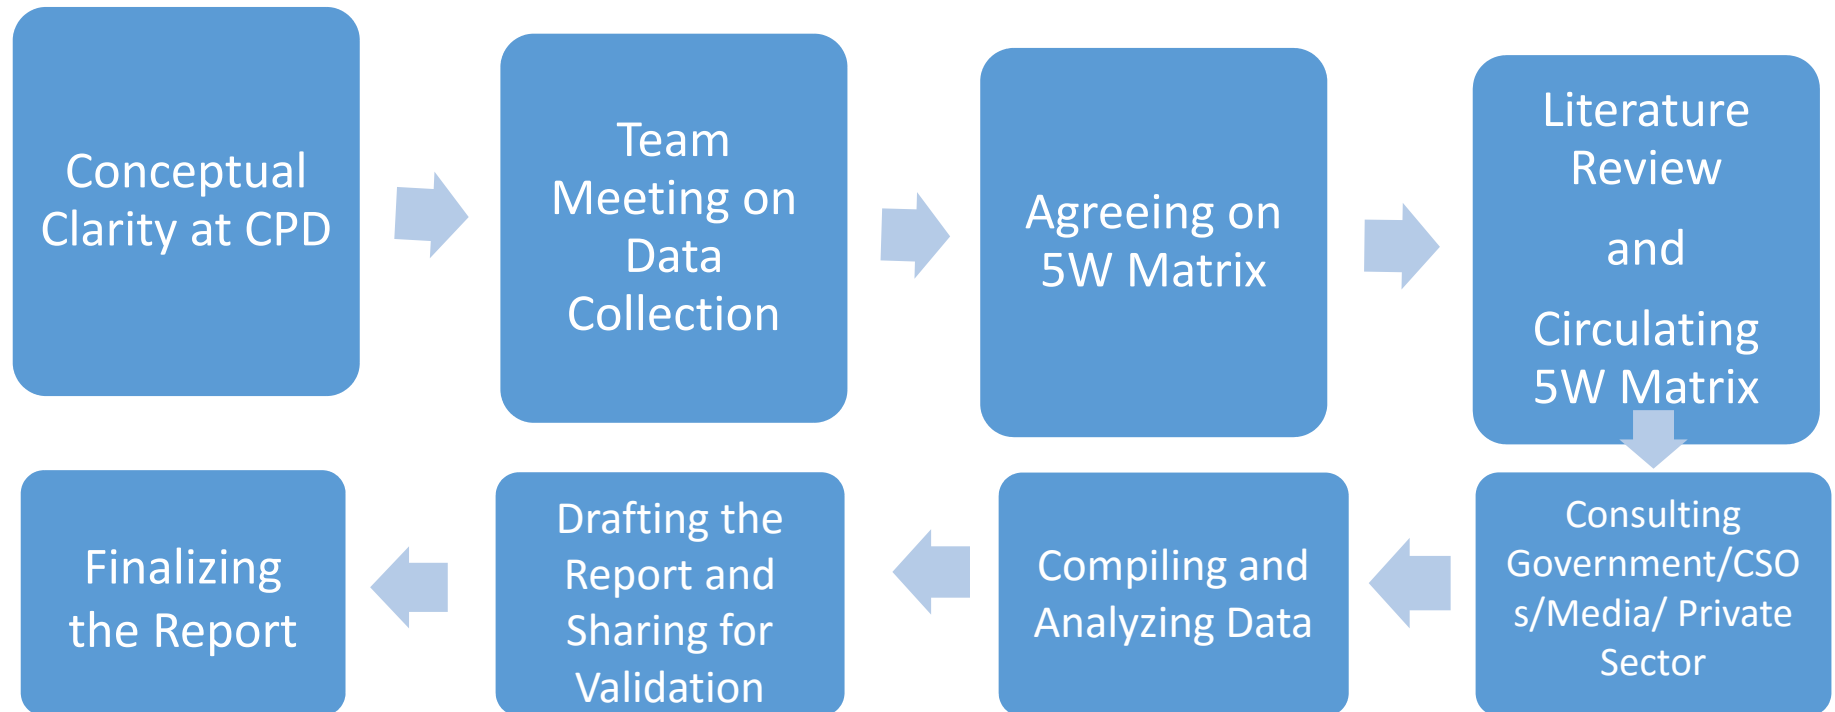 Conceptual
Clarity at CPD
Team
Meeting on
Data
Collection
Agreeing on
5W Matrix
Literature
Review
and
Circulating
5W Matrix
Consulting
Government/CSO
s/Media/ Private
Sector
Compiling and
Analyzing Data
Drafting the
Report and
Sharing for
Validation
Finalizing
the Report